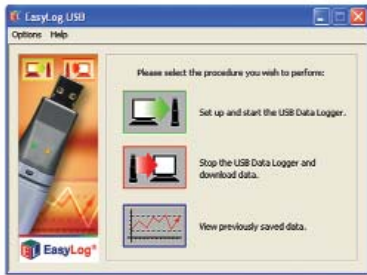 EasyLog USB
Options Help
Please select the procedure you wish to perform:
Set up and start the USB Data Logger.
Stop the USB Data Logger and
download data.
View previously saved data.
EasyLog®